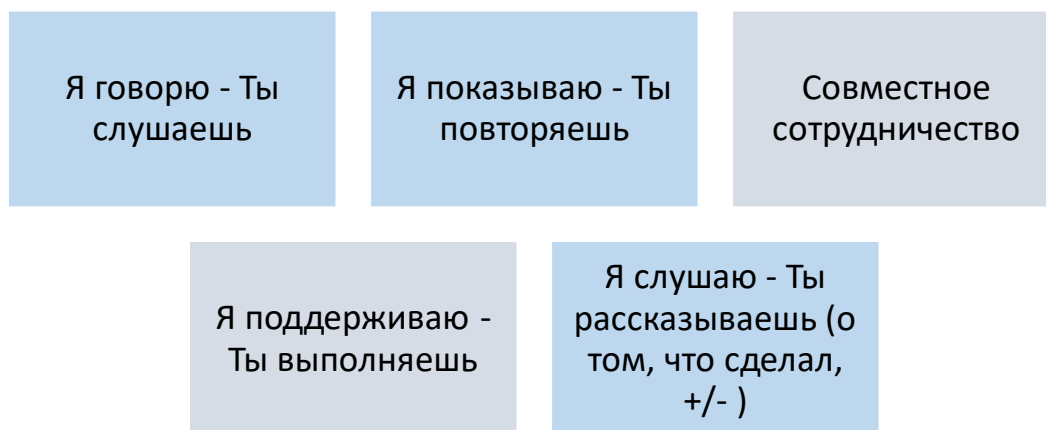 Я говорю - Ты
слушаешь
Я показываю - Ты
повторяешь
Совместное
сотрудничество
Я поддерживаю -
Ты выполняешь
Я слушаю - Ты
рассказываешь (о
том, что сделал,
+/- )